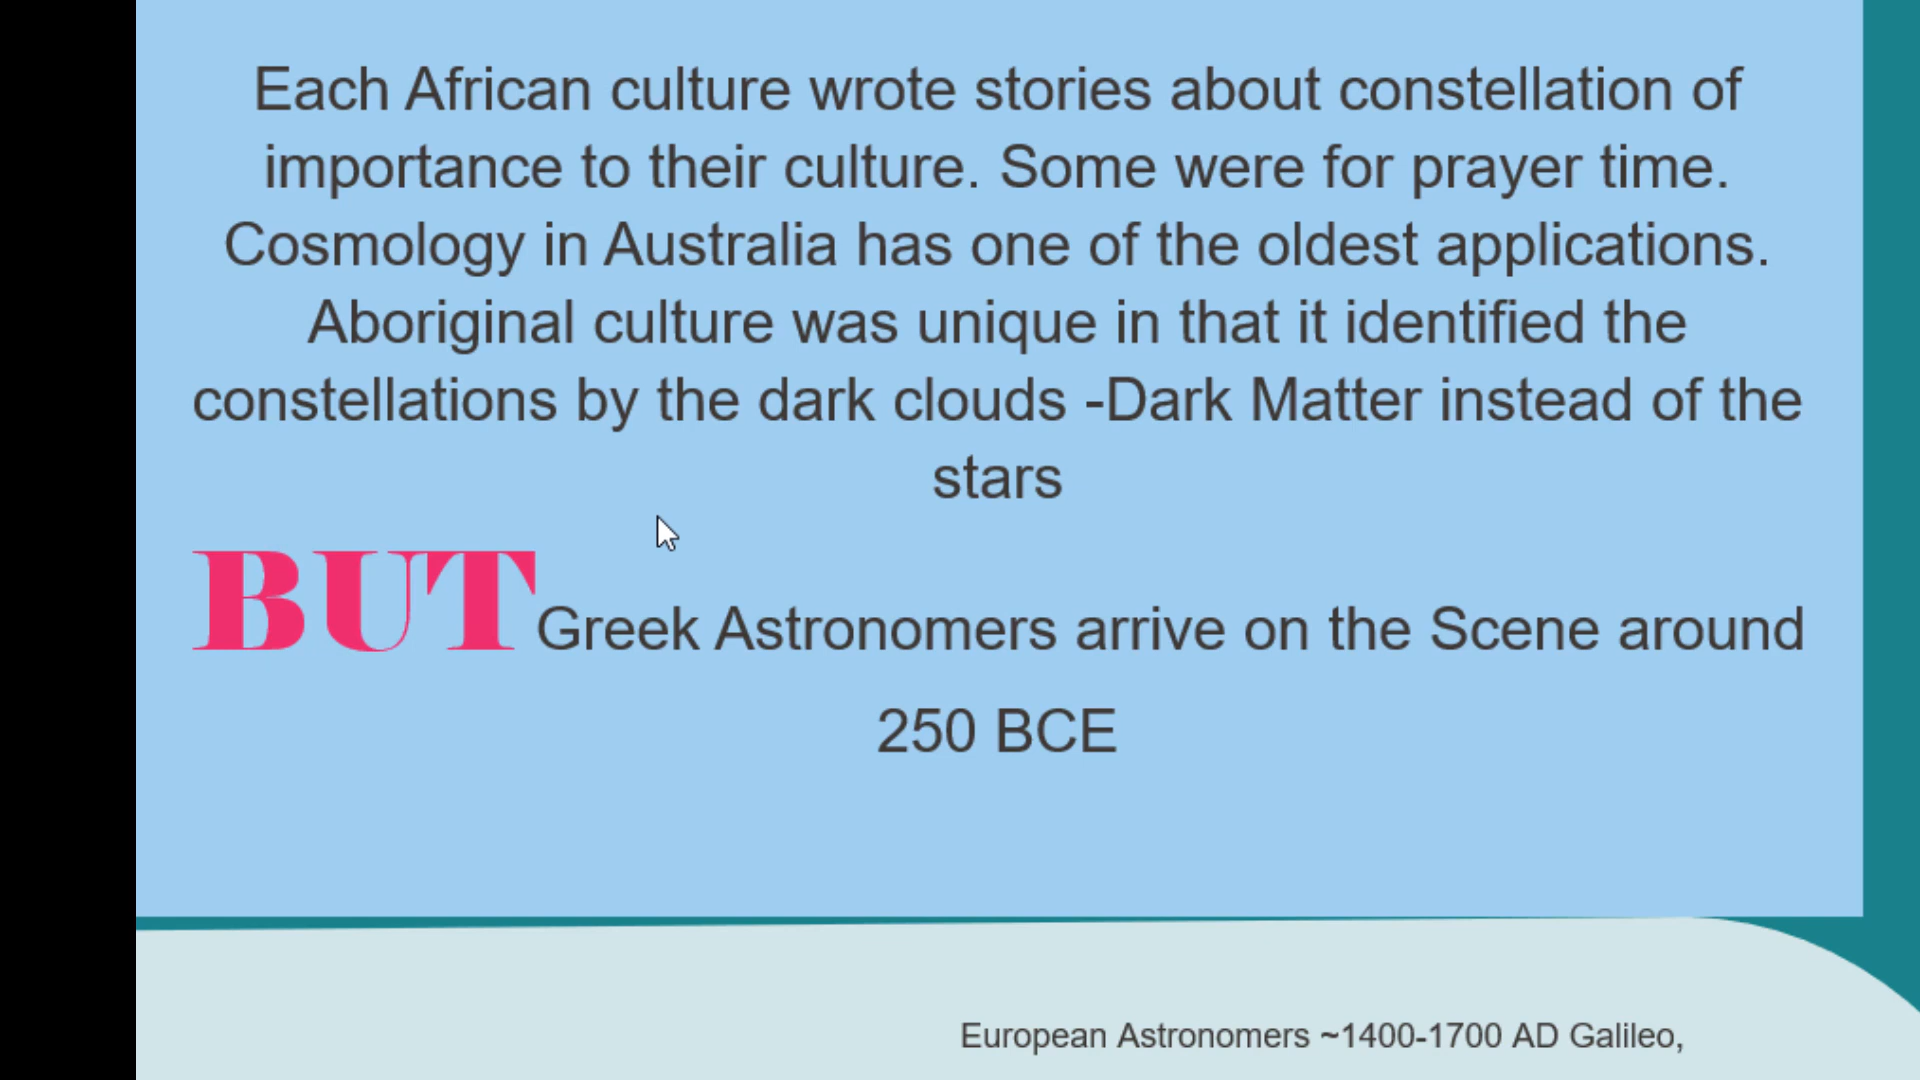 Each African culture wrote stories about constellation of
importance to their culture. Some were for prayer time.
Cosmology in Australia has one of the oldest applications.
Aboriginal culture was unique in that it identified the
constellations by the dark clouds -Dark Matter instead of the
stars
BUT Greek Astronomers arrive on the Scene around
250 BCE
European Astronomers ~1400-1700 AD Galileo,